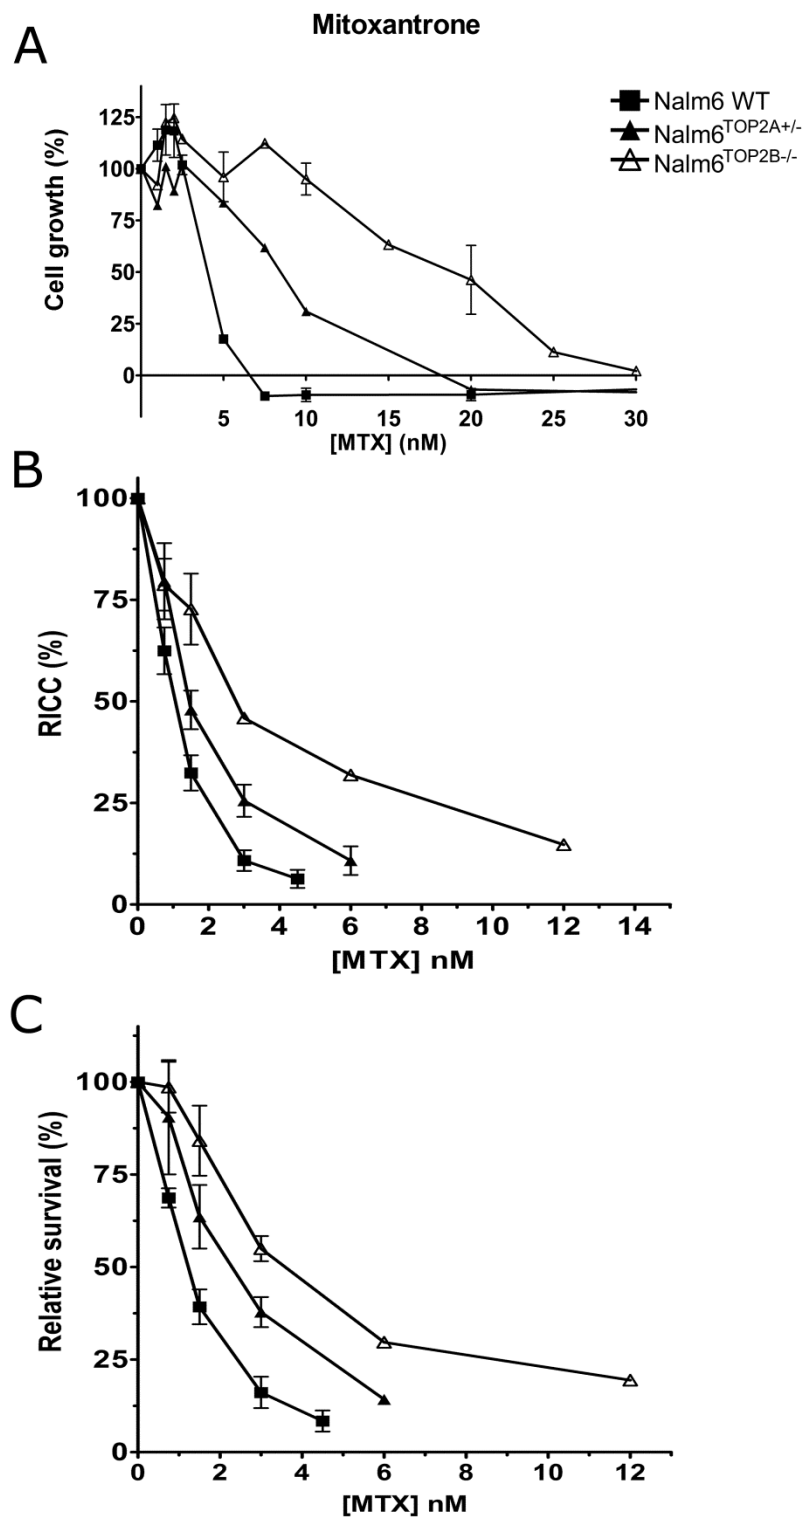 Mitoxantrone
A
Cell growth (%)
125
100
75
50
25
0
5 10 15 20 25 30
[MTX] (nM)
Nalm6 WT
Nalm6TOP2A+/-
Nalm6TOP2B-/-
B
RICC (%)
100
75
50
25
0
0 2 4 6 8 10 12 14
[MTX] nM
C
Relative survival (%)
100
75
50
25
0
0 2 4 6 8 10 12
[MTX] nM